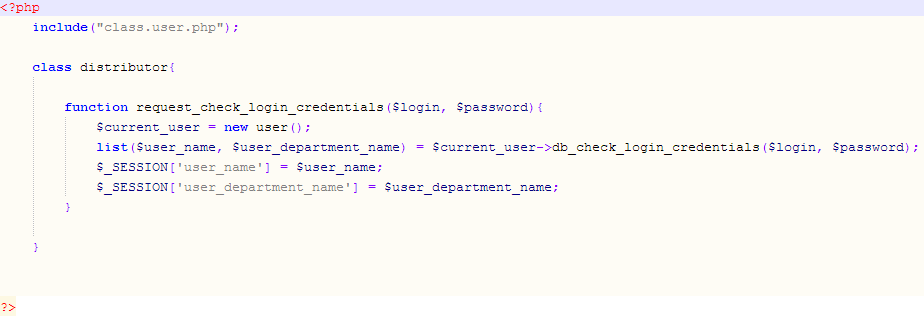 <?php
include("class.user.php");
class distributor{
function request_check_login_credentials($login, $password){
$current_user = new user();
list($user_name, $user_department_name) = $current_user->db_check_login_credentials($login, $password);
$_SESSION['user_name'] = $user_name;
$_SESSION['user_department_name'] = $user_department_name;
}
}
?>